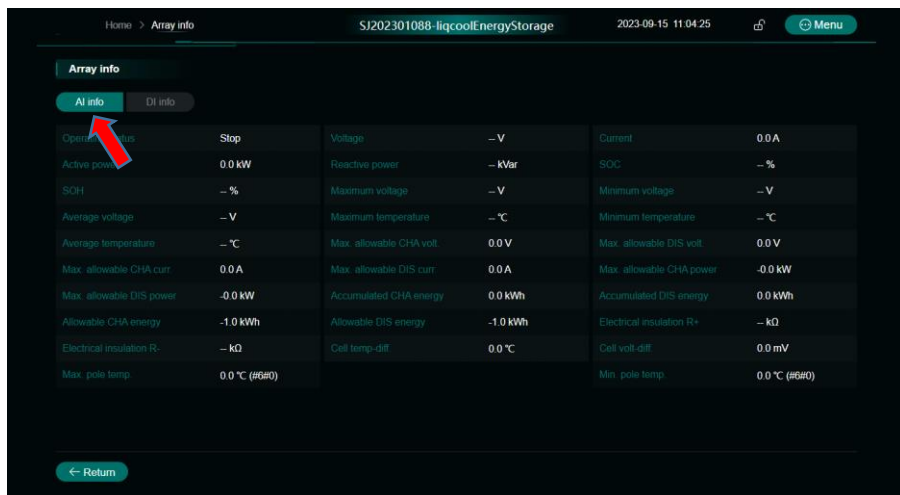 Home > Array info SJ202301088-liqcoolEnergyStorage 2023-09-15 11:04:25 Menu
Array info
AI info DI info
Stop Voltage -- V Current 0.0 A
Active 0.0 kW Reactive power -- kVar SOC -- %
SOH -- % Maximum voltage -- V Minimum voltage -- V
Average voltage -- V Maximum temperature -- ℃ Minimum temperature -- ℃
Average temperature -- ℃ Max. allowable CHA volt. 0.0 V Max. allowable DIS volt. 0.0 V
Max. allowable CHA curr. 0.0 A Max. allowable DIS curr. 0.0 A Max. allowable CHA power -0.0 kW
Max. allowable DIS power -0.0 kW Accumulated CHA energy 0.0 kWh Accumulated DIS energy 0.0 kWh
Allowable CHA energy -1.0 kWh Allowable DIS energy -1.0 kWh Electrical insulation R+ -- kΩ
Electrical insulation R- -- kΩ Cell temp-diff 0.0 ℃ Cell volt-diff 0.0 mV
Max. pole temp. 0.0 ℃ (#6#0) Min. pole temp. 0.0 ℃ (#6#0)
← Return